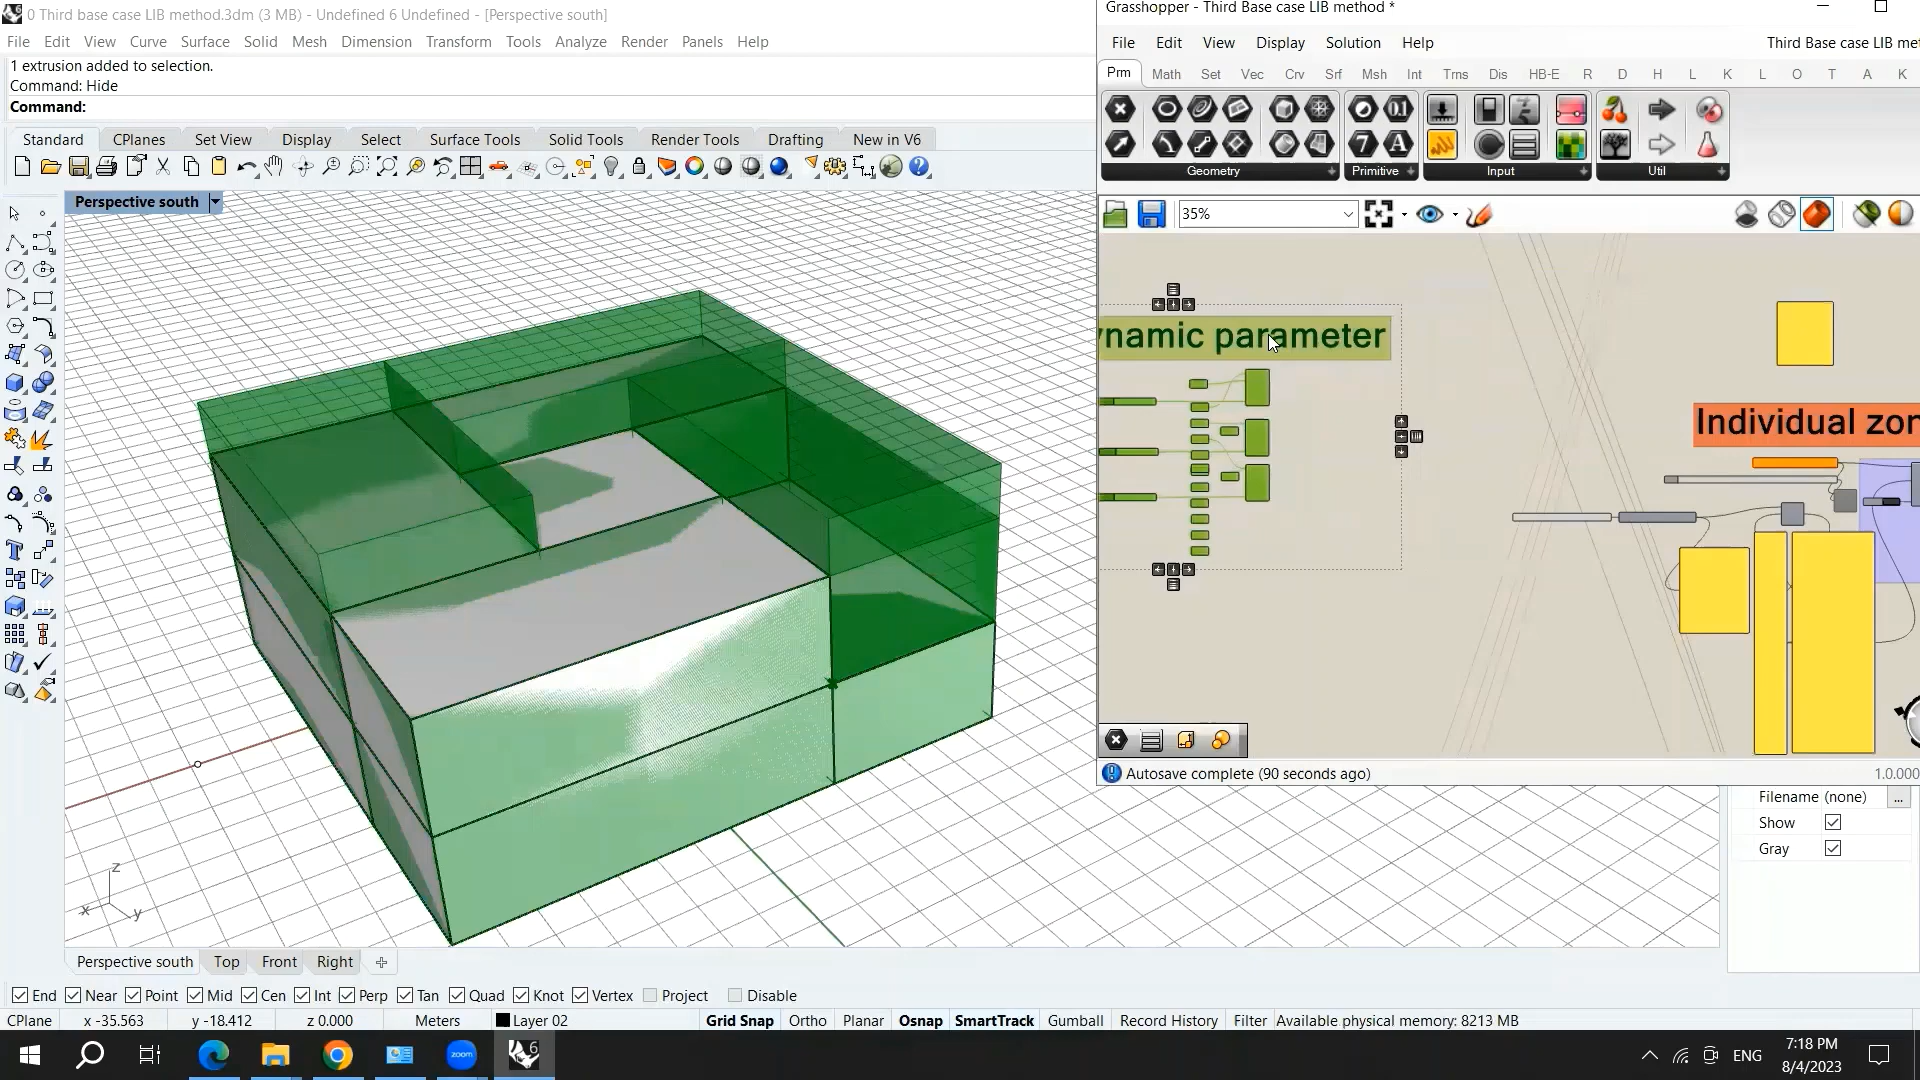 0 Third base case LIB method.3dm (3 MB) - Undefined 6 Undefined - [Perspective south]
File Edit View Curve Surface Solid Mesh Dimension Transform Tools Analyze Render Panels Help
1 extrusion added to selection.
Command: Hide
Command:
Standard CPlanes Set View Display Select Surface Tools Solid Tools Render Tools Drafting New in V6
Perspective south
Grasshopper - Third Base case LIB method *
File Edit View Display Solution Help Third Base case LIB met
Prm Math Set Vec Crv Srf Msh Int Trns Dis HB-E R D H L K L O T A K
Geometry Primitive Input Util
35%
ynamic parameter
Individual zon
Autosave complete (90 seconds ago) 1.0.000
Filename (none) ...
Show
Gray
z
x y
Perspective south Top Front Right
End Near Point Mid Cen Int Perp Tan Quad Knot Vertex Project Disable
CPlane x -35.563 y -18.412 z 0.000 Meters Layer 02 Grid Snap Ortho Planar Osnap SmartTrack Gumball Record History Filter Available physical memory: 8213 MB
zoom 6 ENG 7:18 PM
8/4/2023